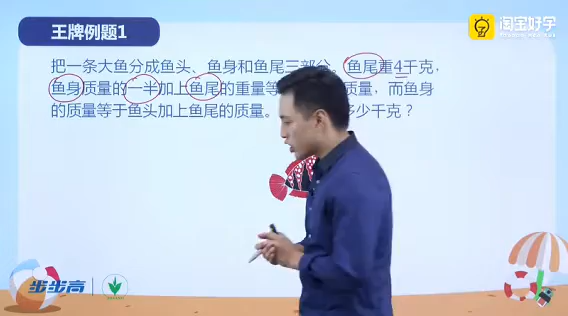 王牌例题1
淘宝好学
把一条大鱼分成鱼头、鱼身和鱼尾三部分。鱼尾重4千克，
鱼身质量的一半加上鱼尾的重量等 质量，而鱼身
的质量等于鱼头加上鱼尾的质量。 多少千克？
步步高